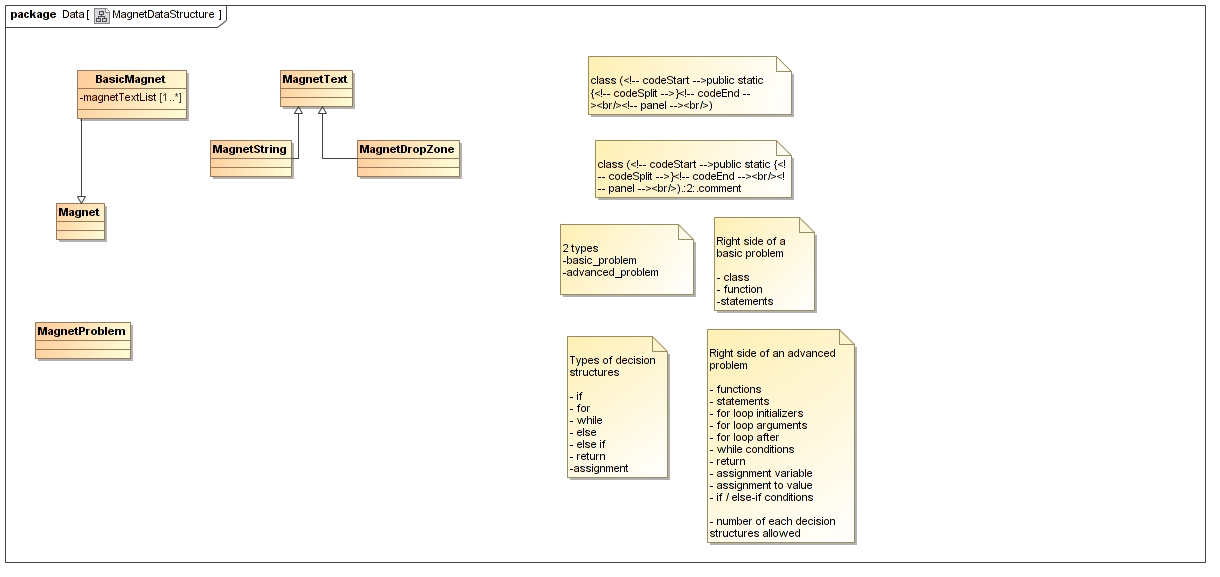 package Data [ MagnetDataStructure ]
BasicMagnet
-magnetTextList [1..*]
MagnetText
MagnetString
MagnetDropZone
Magnet
MagnetProblem
class (<!-- codeStart -->public static
{<!-- codeSplit -->}<!-- codeEnd --
><br/><!-- panel --><br/>)
class (<!-- codeStart -->public static {<!
-- codeSplit -->}<!-- codeEnd --><br/><!
-- panel --><br/>).:2:.comment
2 types
-basic_problem
-advanced_problem
Right side of a
basic problem
- class
- function
-statements
Types of decision
structures
- if
- for
- while
- else
- else if
- return
-assignment
Right side of an advanced
problem
- functions
- statements
- for loop initializers
- for loop arguments
- for loop after
- while conditions
- return
- assignment variable
- assignment to value
- if / else-if conditions
- number of each decision
structures allowed